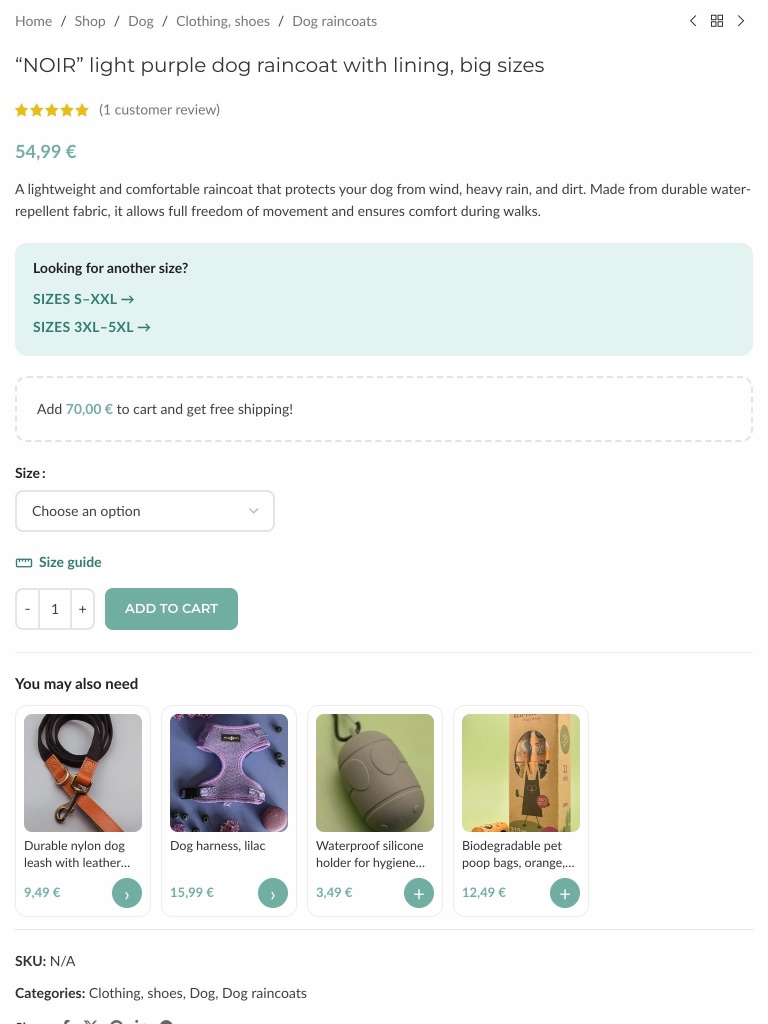 Home / Shop / Dog / Clothing, shoes / Dog raincoats
“NOIR” light purple dog raincoat with lining, big sizes
(1 customer review)
54,99 €
A lightweight and comfortable raincoat that protects your dog from wind, heavy rain, and dirt. Made from durable water-
repellent fabric, it allows full freedom of movement and ensures comfort during walks.
Looking for another size?
SIZES S–XXL →
SIZES 3XL–5XL →
Add 70,00 € to cart and get free shipping!
Size :
Choose an option
Size guide
- 1 + ADD TO CART
You may also need
Durable nylon dog
leash with leather...
9,49 €
Dog harness, lilac
15,99 €
Waterproof silicone
holder for hygiene...
3,49 €
Biodegradable pet
poop bags, orange,...
12,49 €
SKU: N/A
Categories: Clothing, shoes, Dog, Dog raincoats